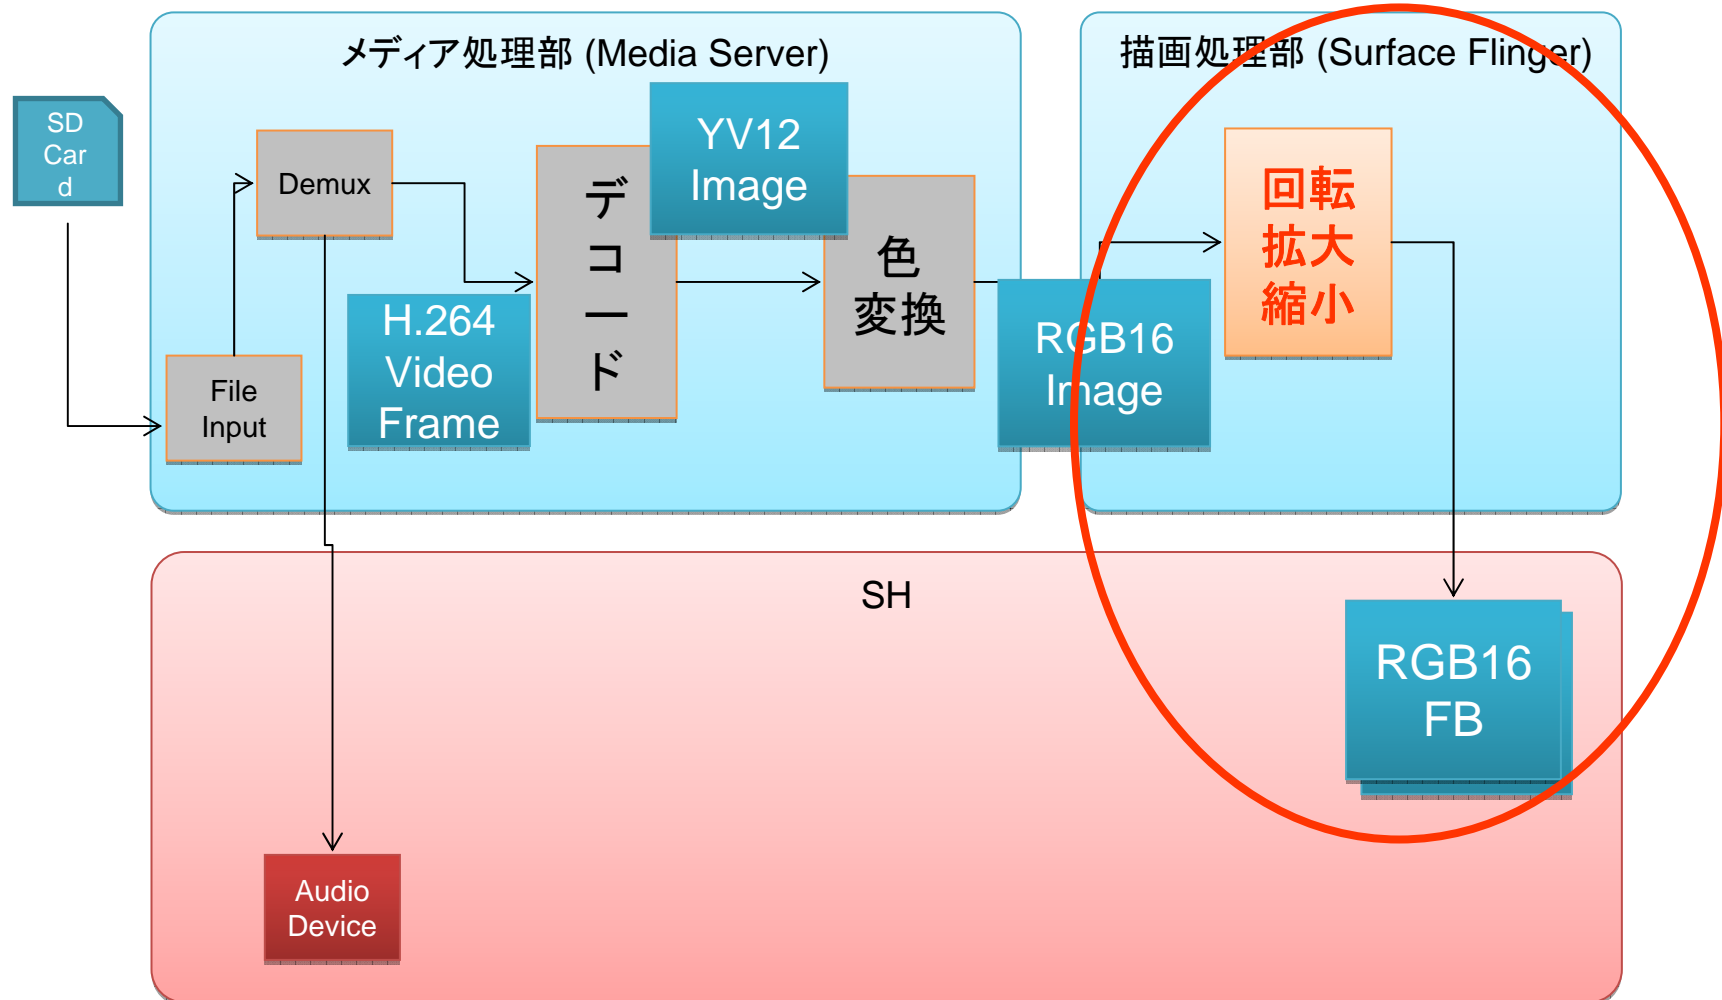 メディア処理部 (Media Server)
描画処理部 (Surface Flinger)
SD
Car
d
Demux
File
Input
H.264
Video
Frame
デ
コ
ー
ド
YV12
Image
色
変換
RGB16
Image
回転
拡大
縮小
SH
RGB16
FB
Audio
Device